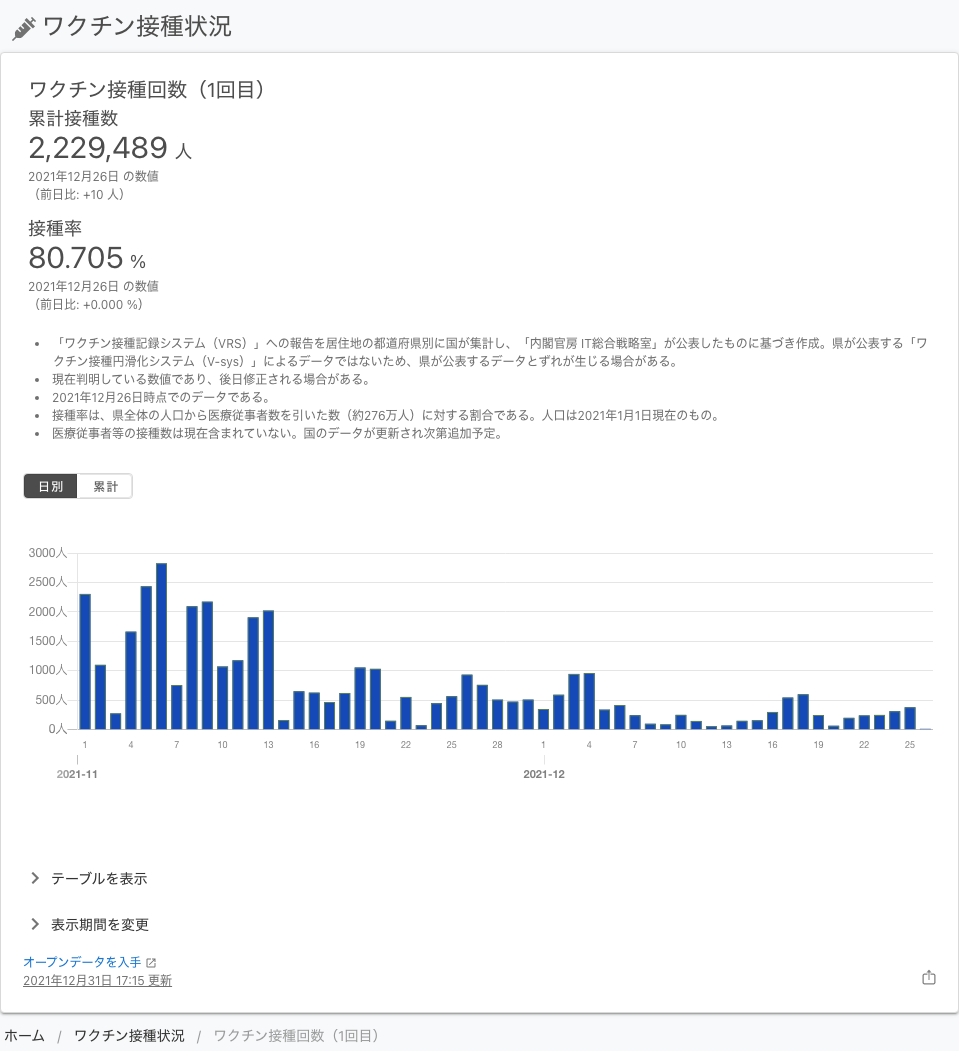 ワクチン接種状況
ワクチン接種回数（1回目）
累計接種数
2,229,489 人
2021年12月26日 の数値
（前日比: +10 人）
接種率
80.705 %
2021年12月26日 の数値
（前日比: +0.000 %）
• 「ワクチン接種記録システム（VRS）」への報告を居住地の都道府県別に国が集計し、「内閣官房 IT総合戦略室」が公表したものに基づき作成。県が公表する「ワ
クチン接種円滑化システム（V-sys）」によるデータではないため、県が公表するデータとずれが生じる場合がある。
• 現在判明している数値であり、後日修正される場合がある。
• 2021年12月26日時点でのデータである。
• 接種率は、県全体の人口から医療従事者数を引いた数（約276万人）に対する割合である。人口は2021年1月1日現在のもの。
• 医療従事者等の接種数は現在含まれていない。国のデータが更新され次第追加予定。
日別 累計
3000人
2500人
2000人
1500人
1000人
500人
0人
1 4 7 10 13 16 19 22 25 28 1 4 7 10 13 16 19 22 25
2021-11 2021-12
テーブルを表示
表示期間を変更
オープンデータを入手
2021年12月31日 17:15 更新
ホーム / ワクチン接種状況 / ワクチン接種回数（1回目）